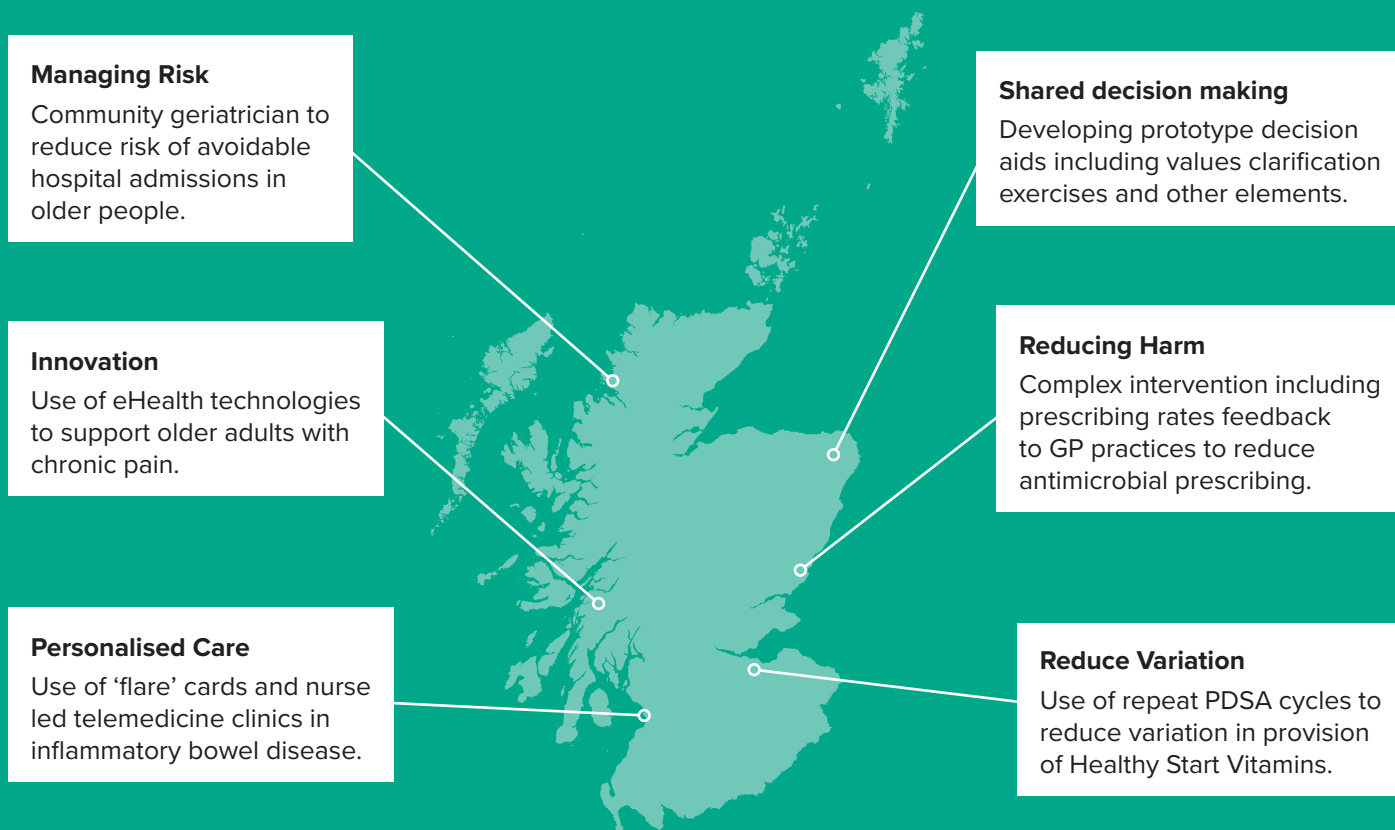 Managing Risk
Community geriatrician to
reduce risk of avoidable
hospital admissions in
older people.
Innovation
Use of eHealth technologies
to support older adults with
chronic pain.
Personalised Care
Use of ‘flare’ cards and nurse
led telemedicine clinics in
inflammatory bowel disease.
Shared decision making
Developing prototype decision
aids including values clarification
exercises and other elements.
Reducing Harm
Complex intervention including
prescribing rates feedback
to GP practices to reduce
antimicrobial prescribing.
Reduce Variation
Use of repeat PDSA cycles to
reduce variation in provision
of Healthy Start Vitamins.